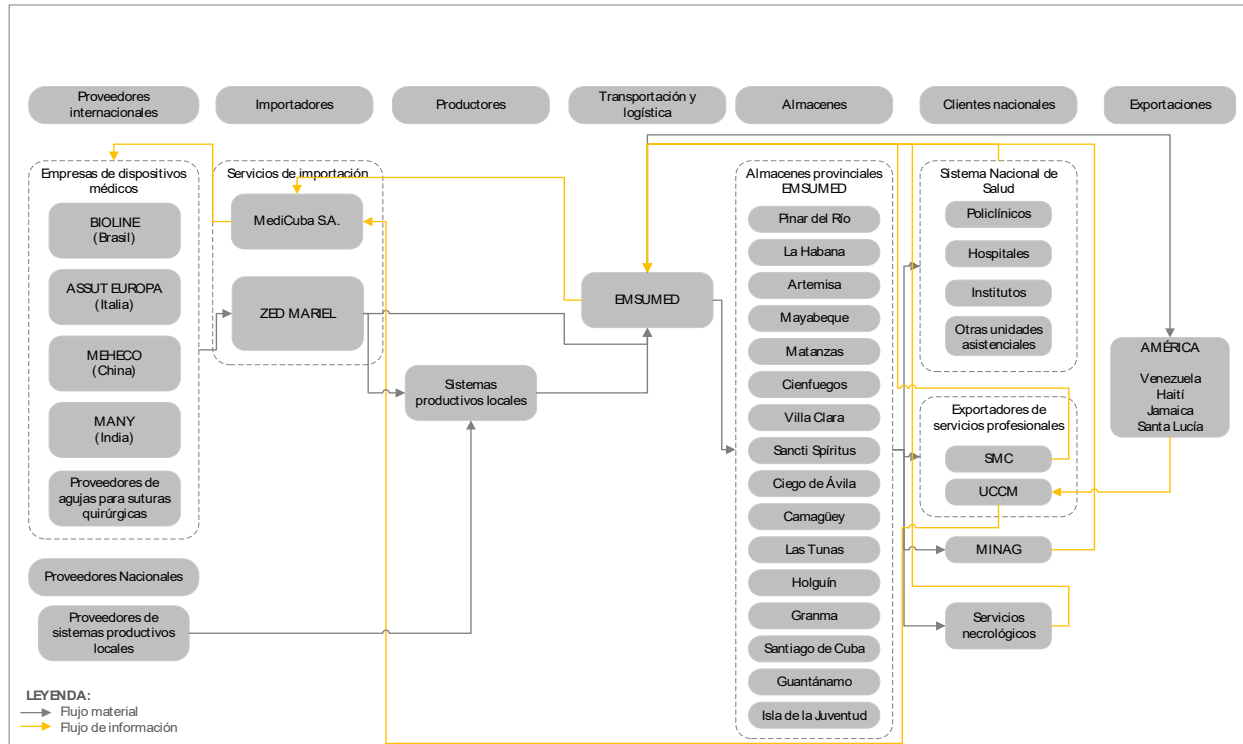 Proveedores
internacionales
Importadores
Productores
Transportación y
logística
Almacenes
Clientes nacionales
Exportaciones
Empresas de dispositivos
médicos
BIOLINE
(Brasil)
ASSUT EUROPA
(Italia)
MEHECO
(China)
MANY
(India)
Proveedores de
agujas para suturas
quirúrgicas
Proveedores Nacionales
Proveedores de
sistemas productivos
locales
Servicios de importación
MediCuba S.A.
ZED MARIEL
Sistemas
productivos locales
EMSUMED
Almacenes provinciales
EMSUMED
Pinar del Río
La Habana
Artemisa
Mayabeque
Matanzas
Cienfuegos
Villa Clara
Sancti Spíritus
Ciego de Ávila
Camagüey
Las Tunas
Holguín
Granma
Santiago de Cuba
Guantánamo
Isla de la Juventud
Sistema Nacional de
Salud
Policlínicos
Hospitales
Institutos
Otras unidades
asistenciales
Exportadores de
servicios profesionales
SMC
UCCM
MINAG
Servicios
necrológicos
AMÉRICA
Venezuela
Haití
Jamaica
Santa Lucía
LEYENDA:
Flujo material
Flujo de información